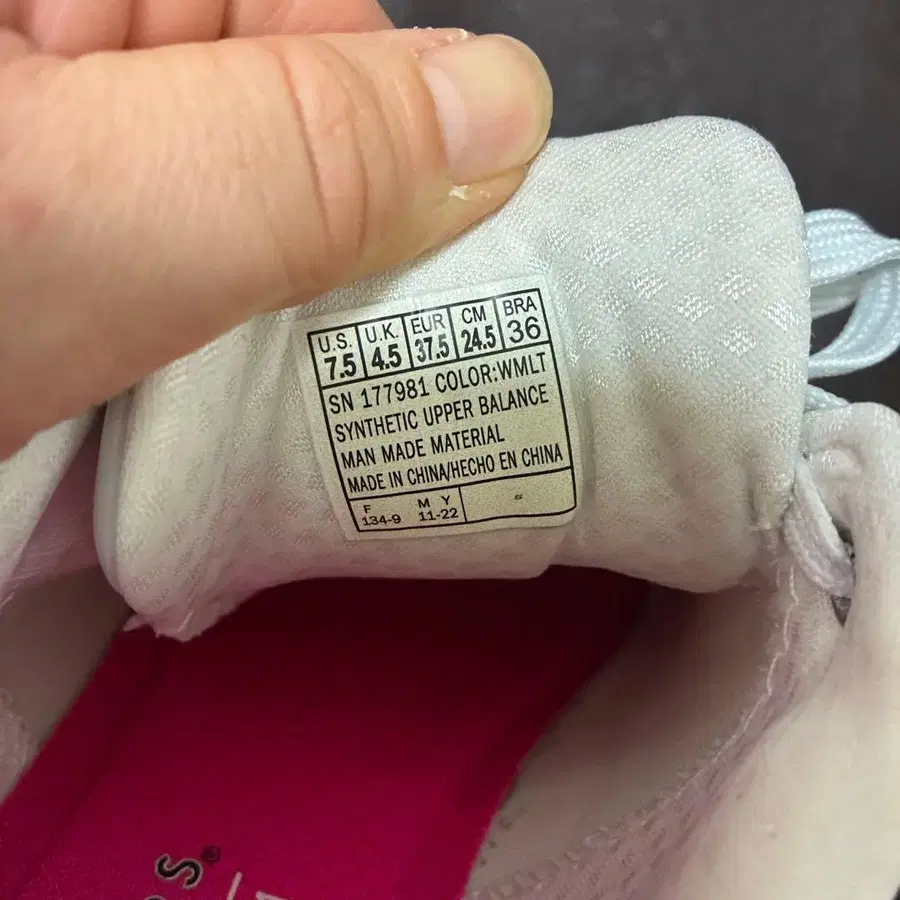 U.S. U.K. EUR CM BRA
7.5 4.5 37.5 24.5 36
SN 177981 COLOR:WMLT
SYNTHETIC UPPER BALANCE
MAN MADE MATERIAL
MADE IN CHINA/HECHO EN CHINA
F M Y
134-9 11-22